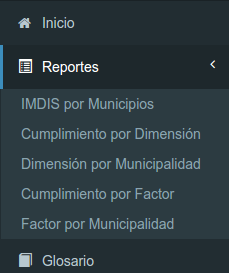 Inicio
Reportes
IMDIS por Municipios
Cumplimiento por Dimensión
Dimensión por Municipalidad
Cumplimiento por Factor
Factor por Municipalidad
Glosario